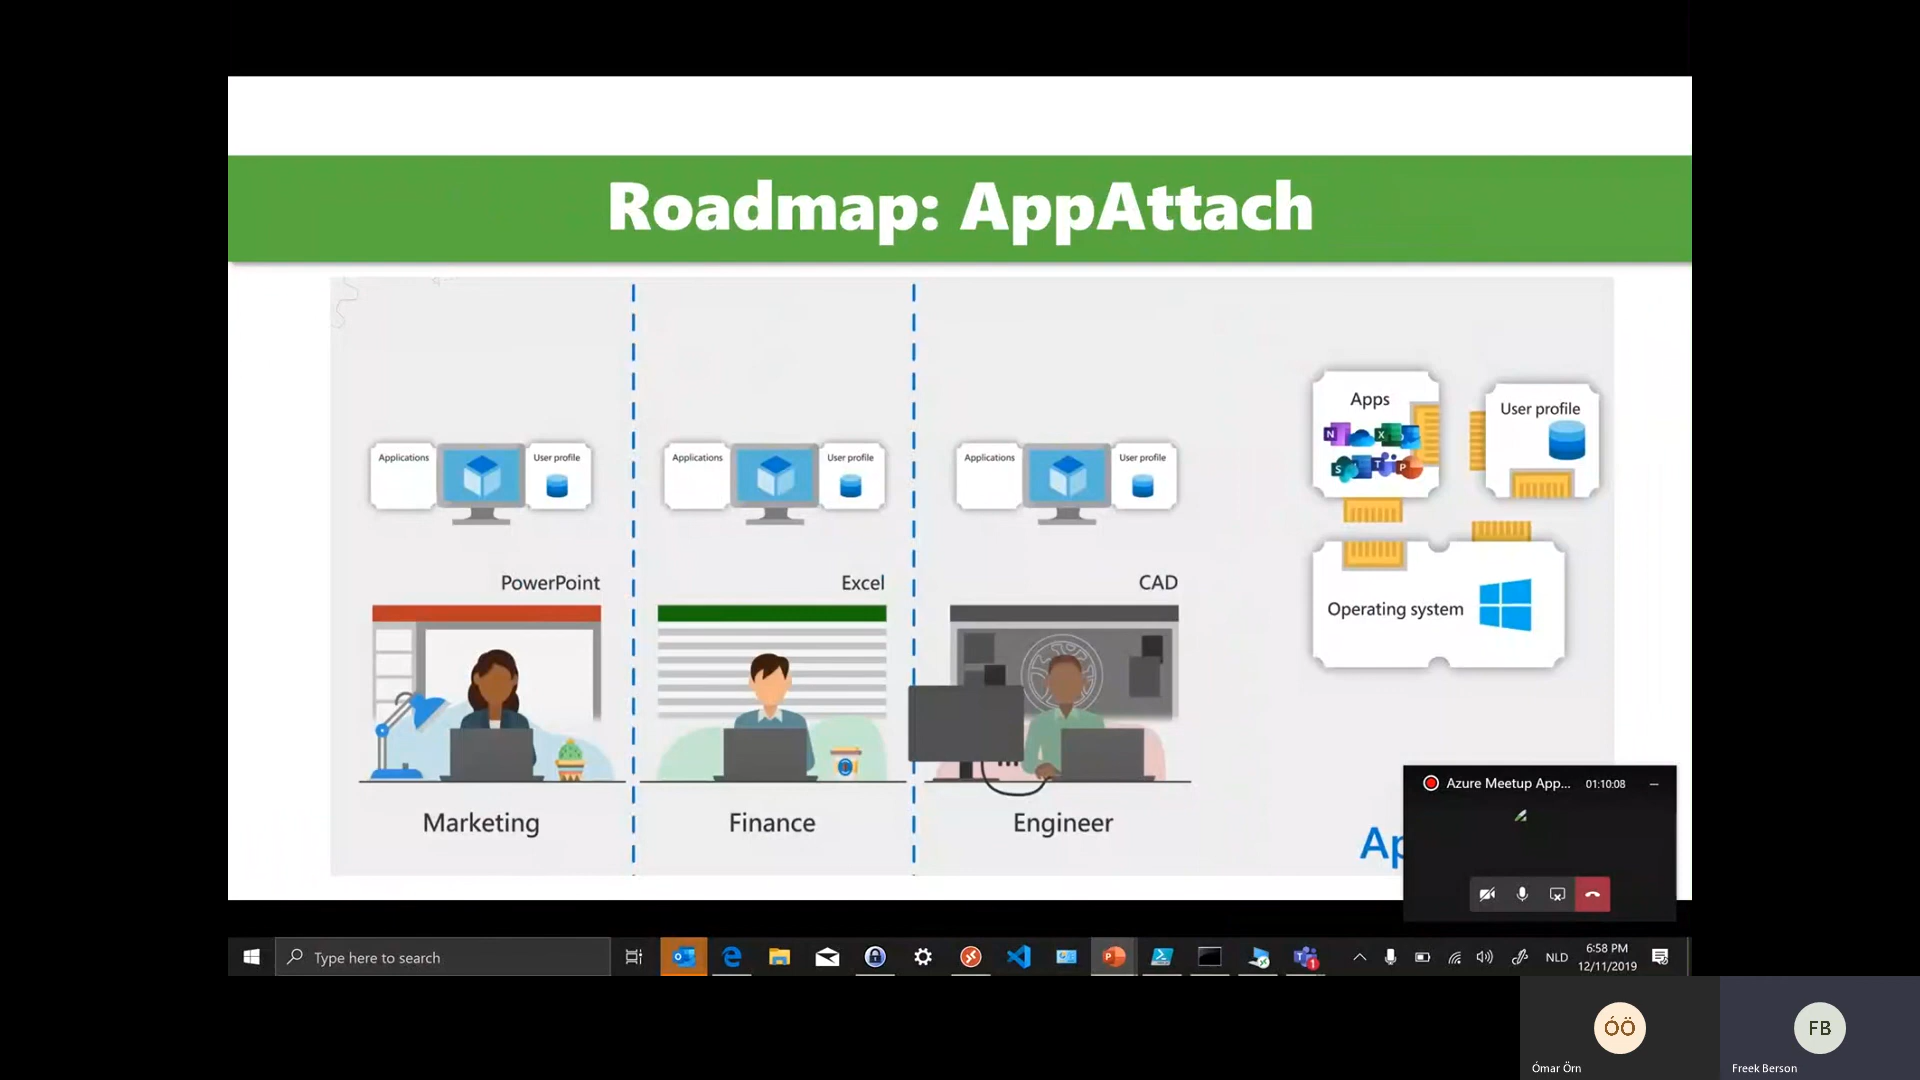 Roadmap: AppAttach
Applications
User profile
Applications
User profile
Applications
User profile
Apps
N
X
S
T
P
User profile
Operating system
PowerPoint
Excel
CAD
Marketing
Finance
Engineer
Ap
Azure Meetup App... 01:10:08
Type here to search
NLD
6:58 PM
12/11/2019
ÓÖ
FB
Ómar Örn
Freek Berson